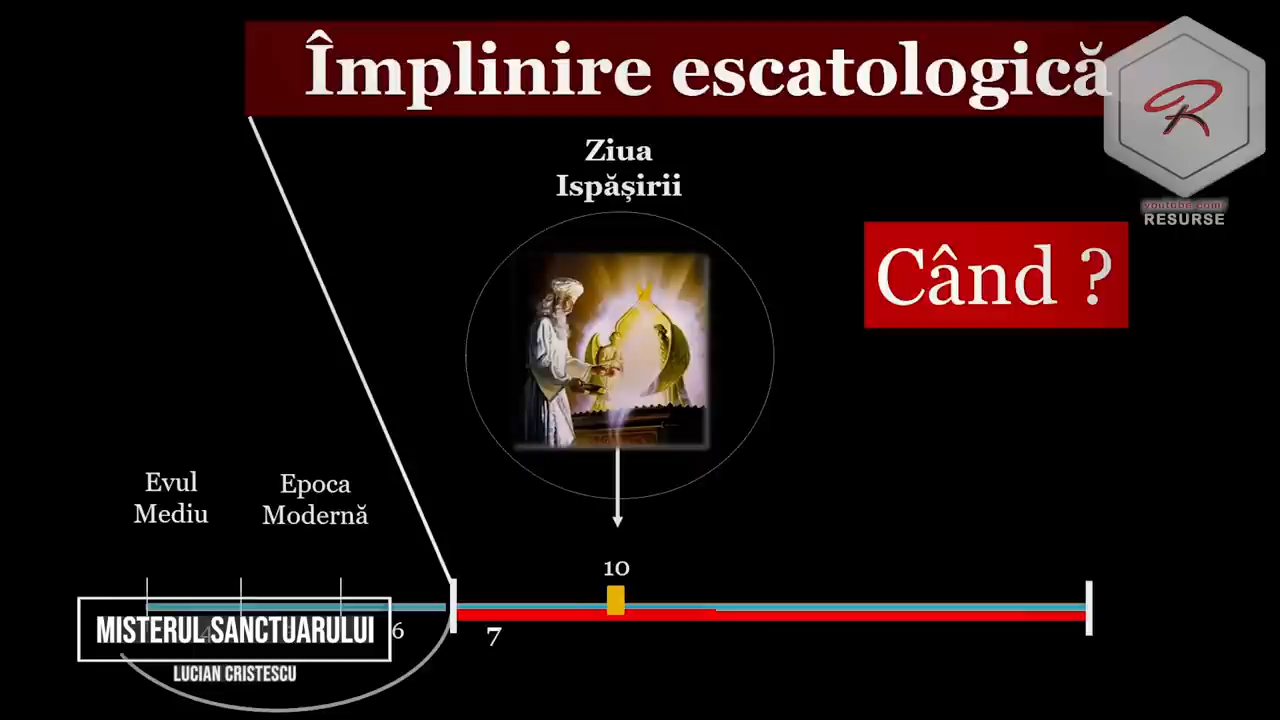 Împlinire escatologică
R
youtube.com/
RESURSE
Ziua
Ispășirii
Când ?
Evul
Mediu
Epoca
Modernă
10
MISTERUL SANCTUARULUI
6
7
LUCIAN CRISTESCU